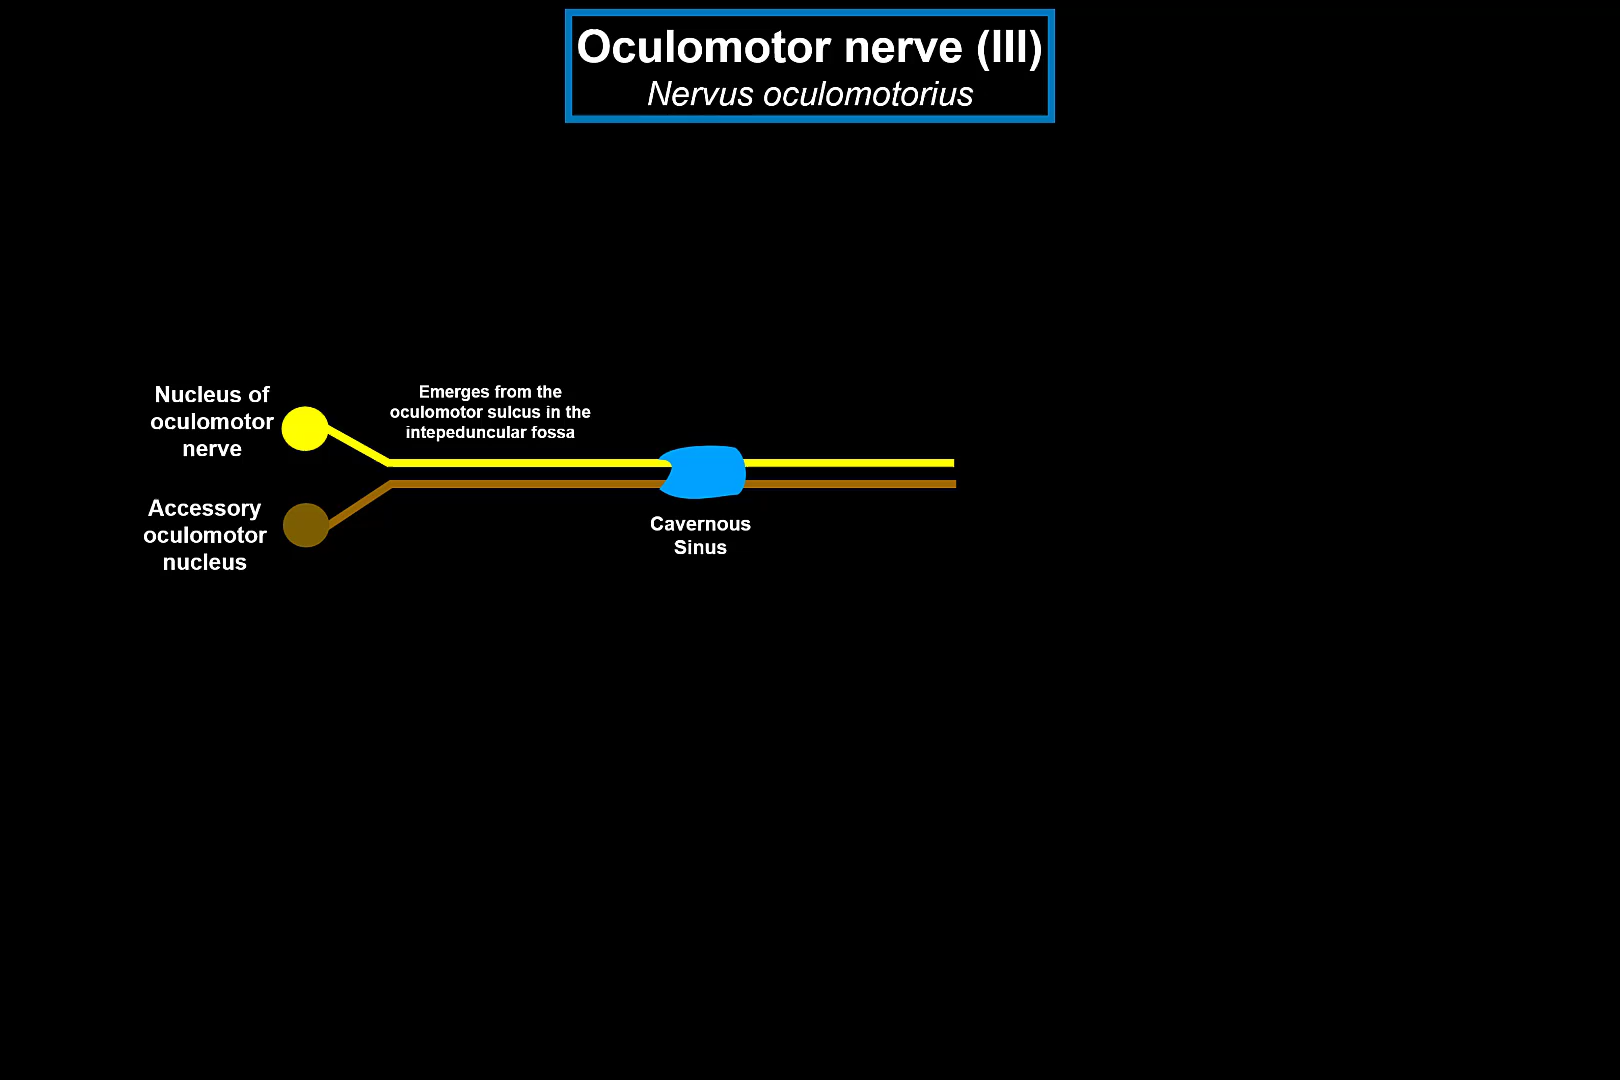 Oculomotor nerve (III)
Nervus oculomotorius
Nucleus of
oculomotor
nerve
Emerges from the
oculomotor sulcus in the
intepeduncular fossa
Accessory
oculomotor
nucleus
Cavernous
Sinus